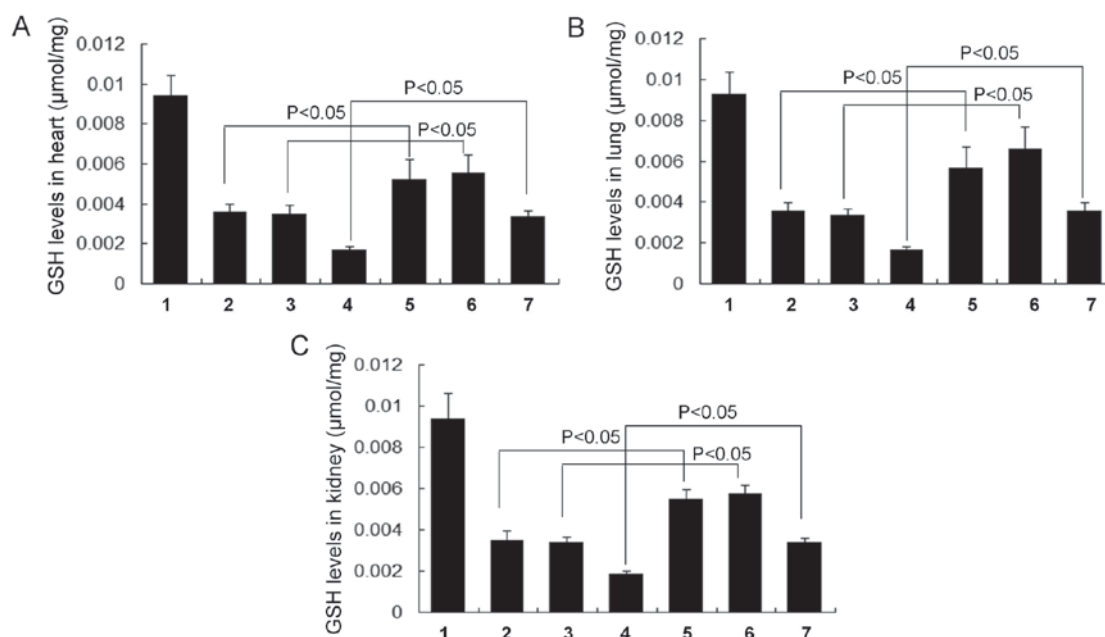 A
GSH levels in heart (µmol/mg)
0.012
0.01
0.008
0.006
0.004
0.002
0
P<0.05
P<0.05
P<0.05
1 2 3 4 5 6 7
B
GSH levels in lung (µmol/mg)
0.012
0.01
0.008
0.006
0.004
0.002
0
P<0.05
P<0.05
P<0.05
1 2 3 4 5 6 7
C
GSH levels in kidney (µmol/mg)
0.012
0.01
0.008
0.006
0.004
0.002
0
P<0.05
P<0.05
P<0.05
1 2 3 4 5 6 7